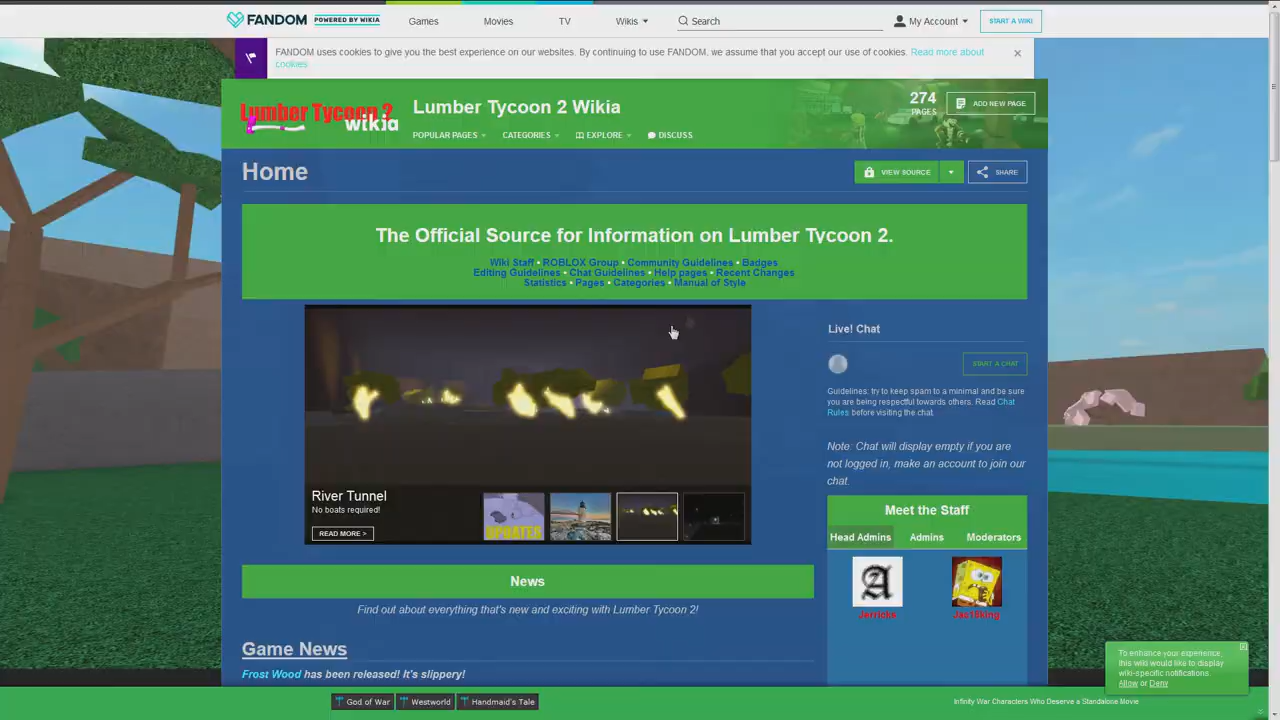 FANDOM POWERED BY WIKIA Games Movies TV Wikis Search My Account START A WIKI
FANDOM uses cookies to give you the best experience on our websites. By continuing to use FANDOM, we assume that you accept our use of cookies. Read more about
cookies.
Lumber Tycoon 2
wikia
Lumber Tycoon 2 Wikia
274
PAGES
ADD NEW PAGE
POPULAR PAGES CATEGORIES EXPLORE DISCUSS
Home
VIEW SOURCE
SHARE
The Official Source for Information on Lumber Tycoon 2.
Wiki Staff • ROBLOX Group • Community Guidelines • Badges
Editing Guidelines • Chat Guidelines • Help pages • Recent Changes
Statistics • Pages • Categories • Manual of Style
River Tunnel
No boats required!
READ MORE >
UPDATED
Live! Chat
START A CHAT
Guidelines: try to keep spam to a minimal and be sure
you are being respectful towards others. Read Chat
Rules before visiting the chat.
Note: Chat will display empty if you are
not logged in, make an account to join our
chat.
Meet the Staff
Head Admins Admins Moderators
A
Jerricks
Jac18king
News
Find out about everything that's new and exciting with Lumber Tycoon 2!
Game News
Frost Wood has been released! It's slippery!
To enhance your experience,
this wiki would like to display
wiki-specific notifications.
Allow or Deny
God of War Westworld Handmaid's Tale
Infinity War Characters Who Deserve a Standalone Movie